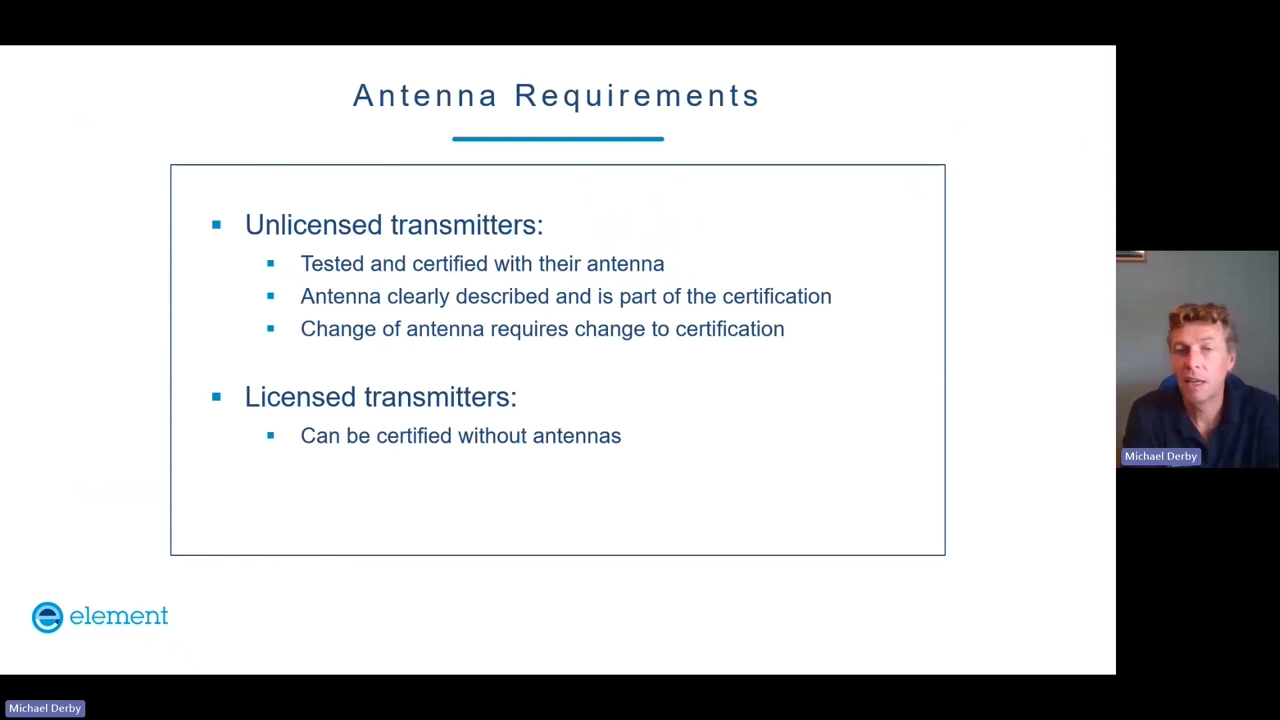 Antenna Requirements
Unlicensed transmitters:
Tested and certified with their antenna
Antenna clearly described and is part of the certification
Change of antenna requires change to certification
Licensed transmitters:
Can be certified without antennas
element
Michael Derby
Michael Derby